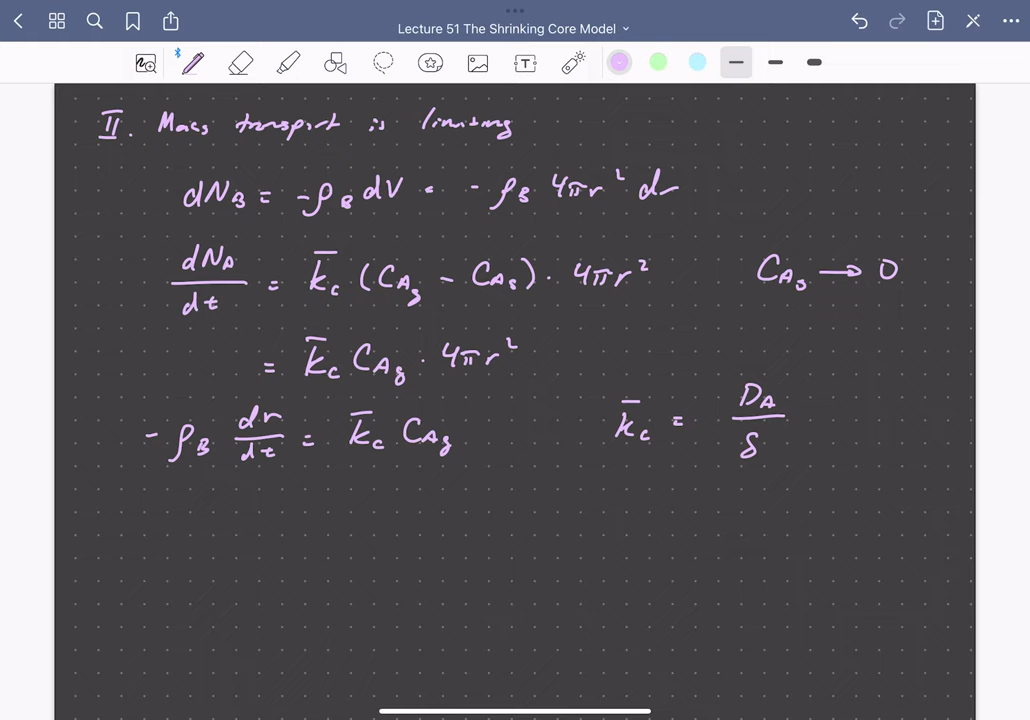 Lecture 51 The Shrinking Core Model
II. Mass transport is limiting
dN_B = -ρ_B dV = -ρ_B 4πr² dr
dN_A/dt = k̄_c (C_Ag - C_As) · 4πr² C_As → 0
= k̄_c C_Ag · 4πr²
-ρ_B dr/dt = k̄_c C_Ag k̄_c = D_A/δ